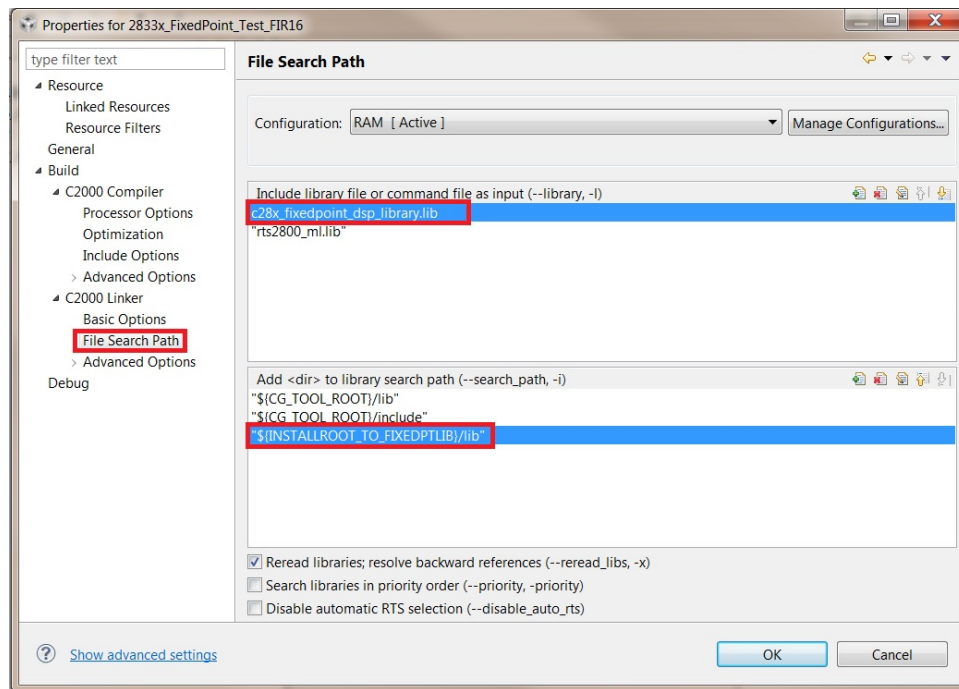 Properties for 2833x_FixedPoint_Test_FIR16
type filter text
Resource
Linked Resources
Resource Filters
General
Build
C2000 Compiler
Processor Options
Optimization
Include Options
Advanced Options
C2000 Linker
Basic Options
File Search Path
Advanced Options
Debug
File Search Path
Configuration: RAM [ Active ] Manage Configurations...
Include library file or command file as input (--library, -l)
c28x_fixedpoint_dsp_library.lib
"rts2800_ml.lib"
Add <dir> to library search path (--search_path, -i)
"${CG_TOOL_ROOT}/lib"
"${CG_TOOL_ROOT}/include"
"${INSTALLROOT_TO_FIXEDPTLIB}/lib"
Reread libraries; resolve backward references (--reread_libs, -x)
Search libraries in priority order (--priority, -priority)
Disable automatic RTS selection (--disable_auto_rts)
Show advanced settings
OK Cancel